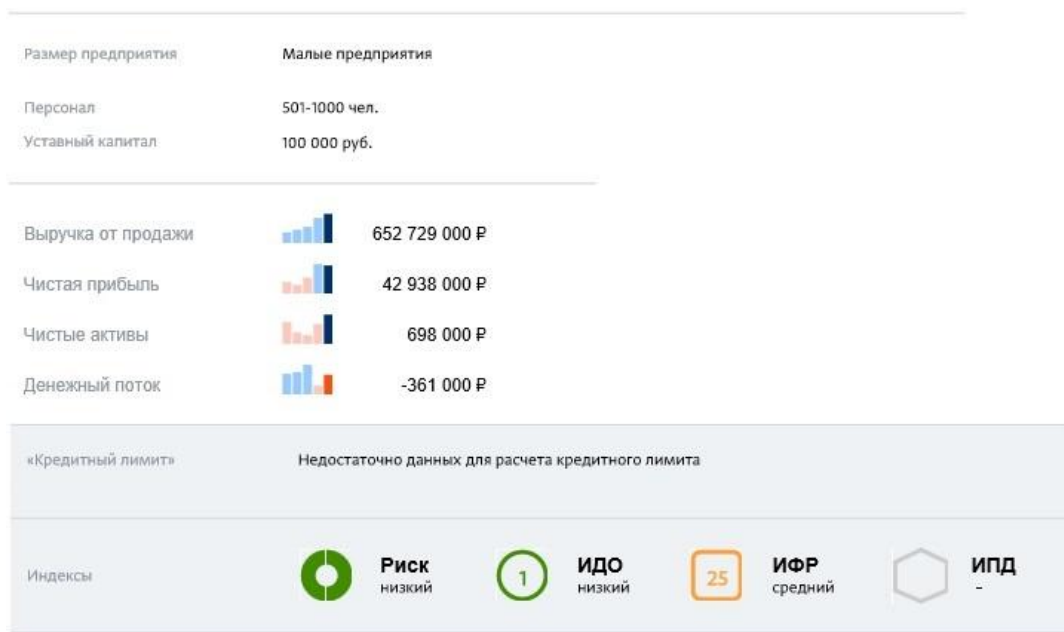 Размер предприятия Малые предприятия
Персонал 501-1000 чел.
Уставный капитал 100 000 руб.
Выручка от продажи 652 729 000 ₽
Чистая прибыль 42 938 000 ₽
Чистые активы 698 000 ₽
Денежный поток -361 000 ₽
«Кредитный лимит» Недостаточно данных для расчета кредитного лимита
Индексы Риск низкий 1 ИДО низкий 25 ИФР средний ИПД -